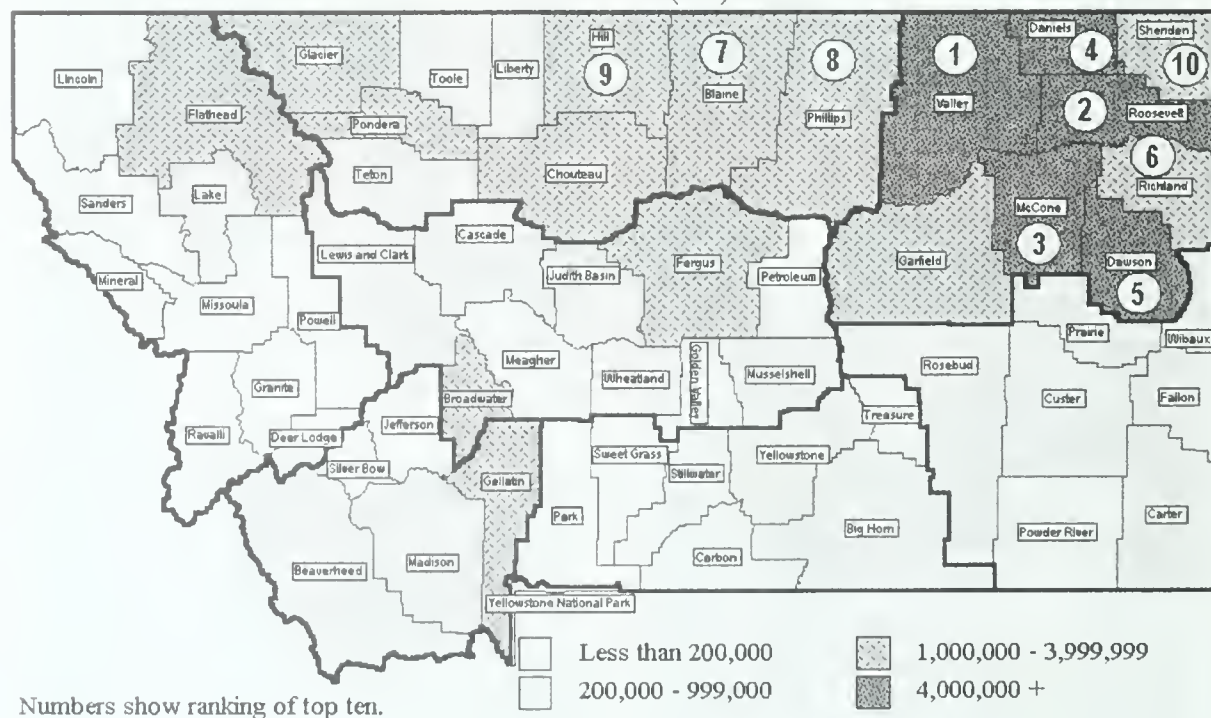 Hill 7 Daniels Sheridan
Lincoln Glacier Toole Liberty 9 Blaine 8 1 4 10
Flathead Pondera Phillips Valley 2 Roosevelt
Teton Chouteau 6
Sanders Lake Richland
Cascade McCone
Lewis and Clark Judith Basin Fergus Petroleum Garfield 3 Dawson
Mineral Missoula 5
Powell Prairie Wibaux
Meagher Wheatland Golden Valley Musselshell Rosebud
Granite Broadwater Custer Fallon
Ravalli Deer Lodge Jefferson Treasure
Silver Bow Sweet Grass Stillwater Yellowstone
Gallatin
Park Big Horn Powder River Carter
Beaverhead Madison Carbon
Yellowstone National Park
Less than 200,000 1,000,000 - 3,999,999
200,000 - 999,000 4,000,000 +
Numbers show ranking of top ten.